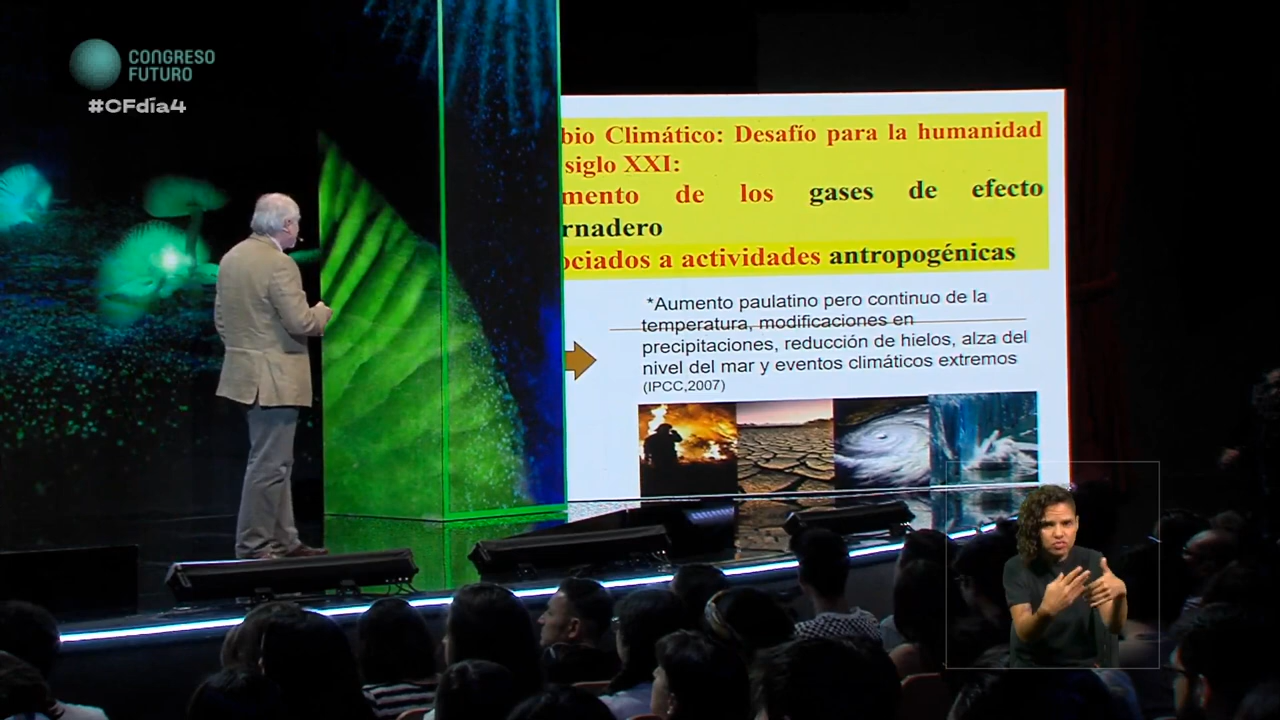 CONGRESO
FUTURO
#CFdía4
bio Climático: Desafío para la humanidad
siglo XXI:
mento de los gases de efecto
rnadero
ociados a actividades antropogénicas
*Aumento paulatino pero continuo de la
temperatura, modificaciones en
precipitaciones, reducción de hielos, alza del
nivel del mar y eventos climáticos extremos
(IPCC,2007)